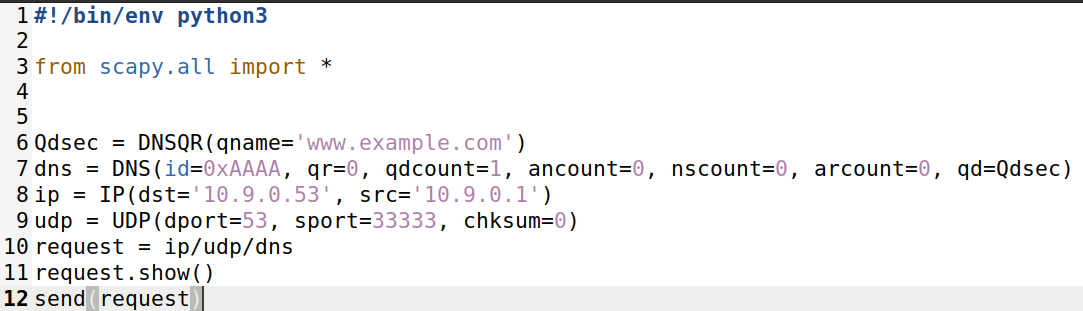 1 #!/bin/env python3
2
3 from scapy.all import *
4
5
6 Qdsec = DNSQR(qname='www.example.com')
7 dns = DNS(id=0xAAAA, qr=0, qdcount=1, ancount=0, nscount=0, arcount=0, qd=Qdsec)
8 ip = IP(dst='10.9.0.53', src='10.9.0.1')
9 udp = UDP(dport=53, sport=33333, chksum=0)
10 request = ip/udp/dns
11 request.show()
12 send(request)